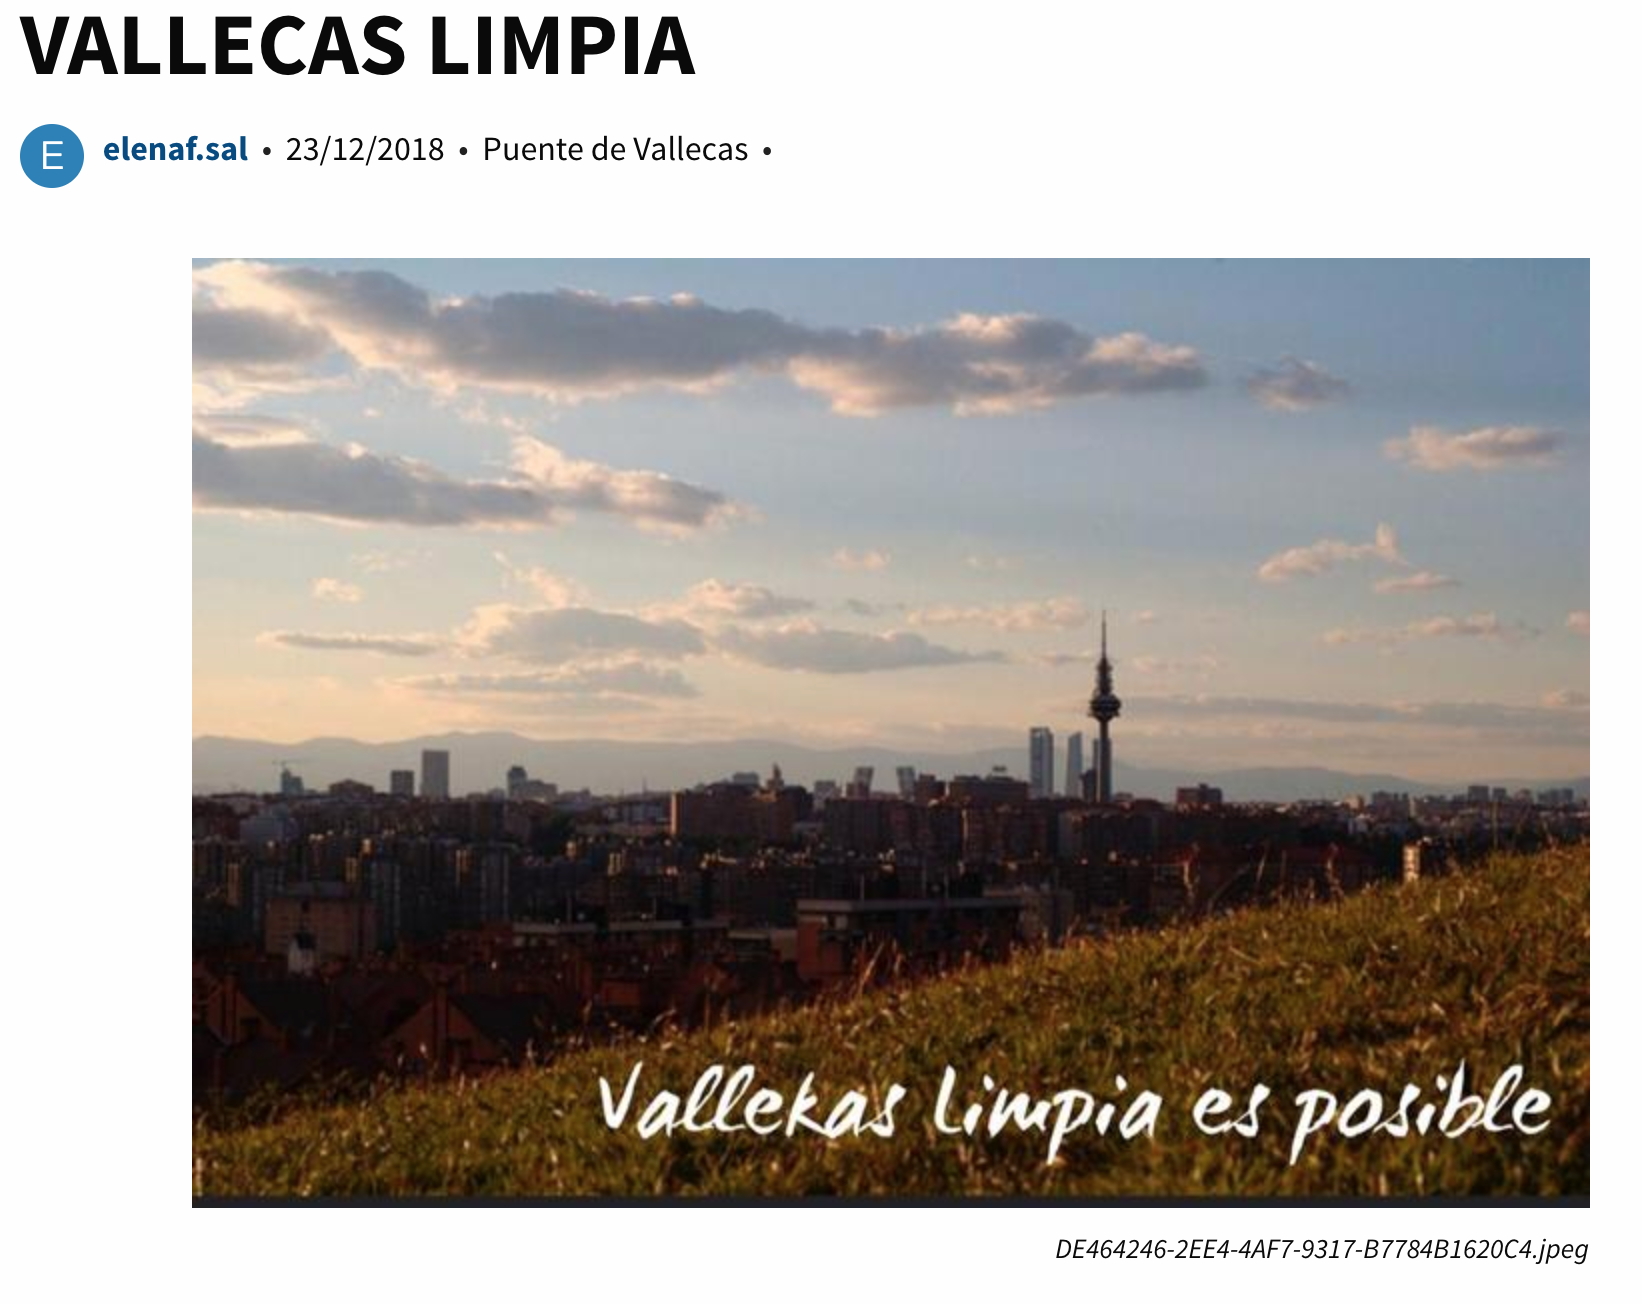 VALLECAS LIMPIA
E elenaf.sal • 23/12/2018 • Puente de Vallecas •
Vallekas limpia es posible
DE464246-2EE4-4AF7-9317-B7784B1620C4.jpeg